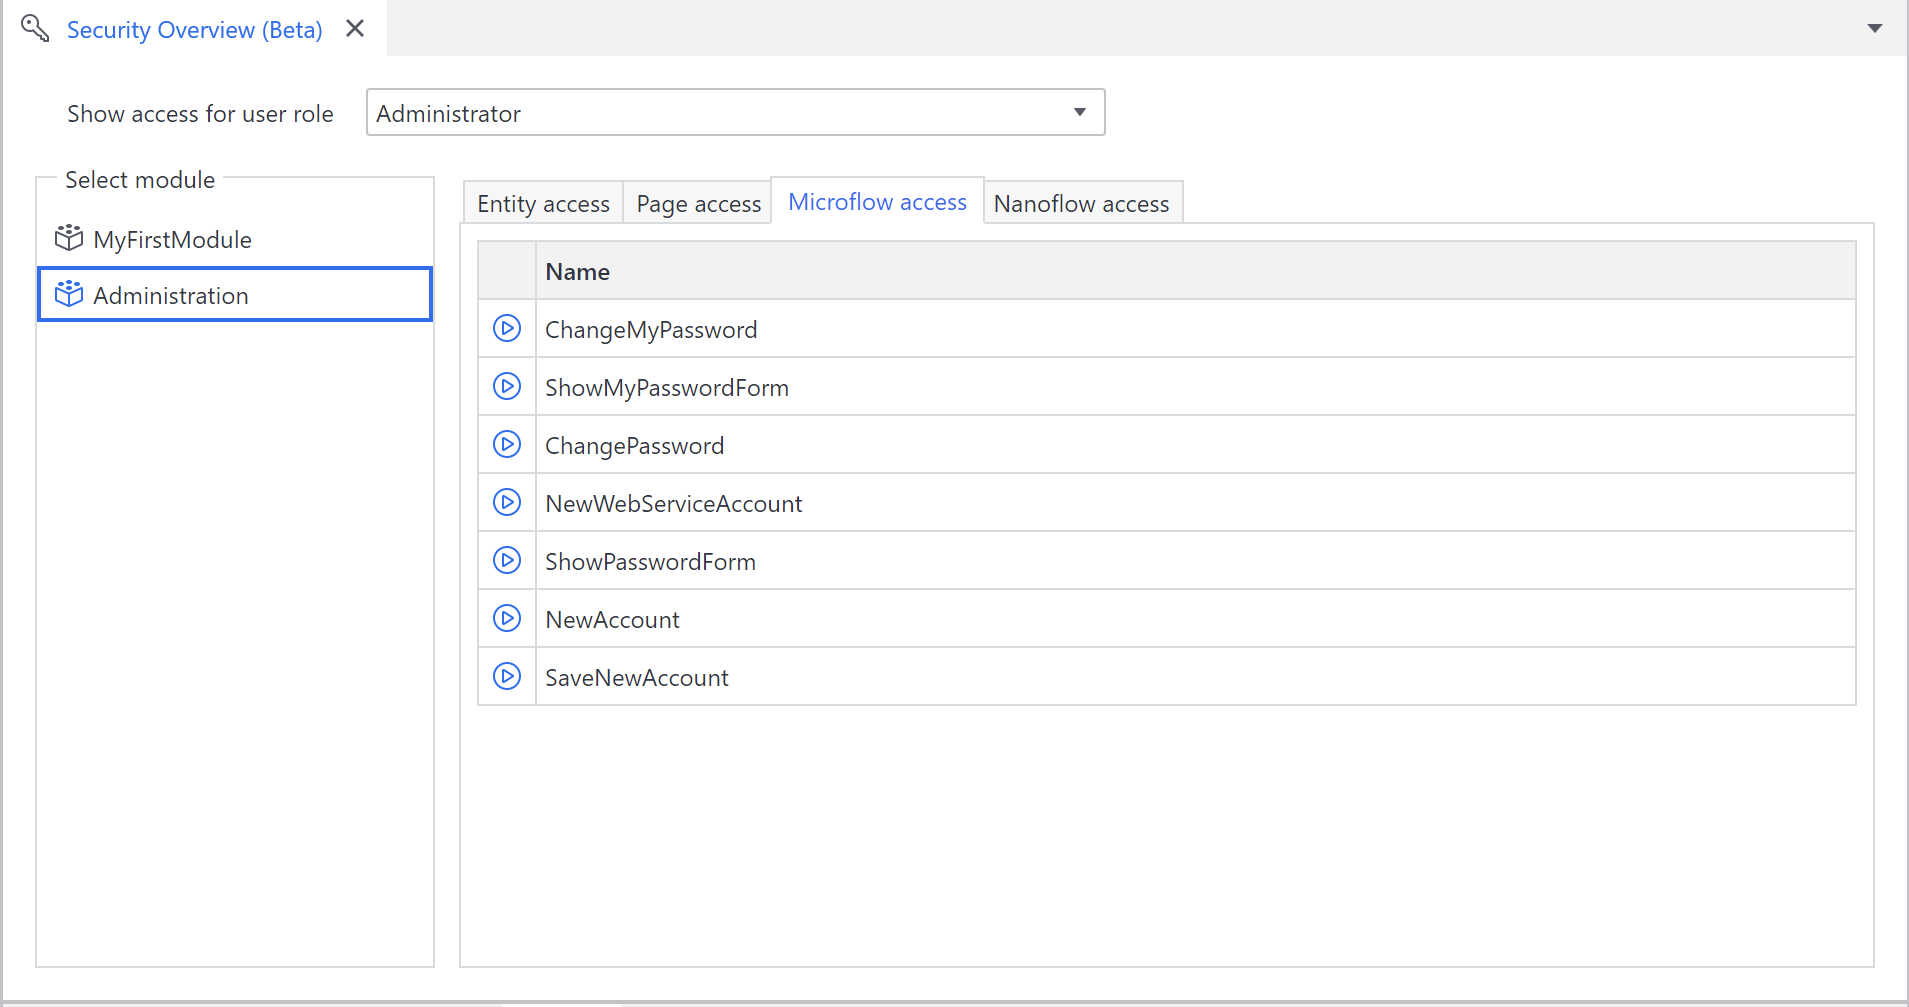 Security Overview (Beta)
Show access for user role Administrator
Select module
MyFirstModule
Administration
Entity access Page access Microflow access Nanoflow access
Name
ChangeMyPassword
ShowMyPasswordForm
ChangePassword
NewWebServiceAccount
ShowPasswordForm
NewAccount
SaveNewAccount